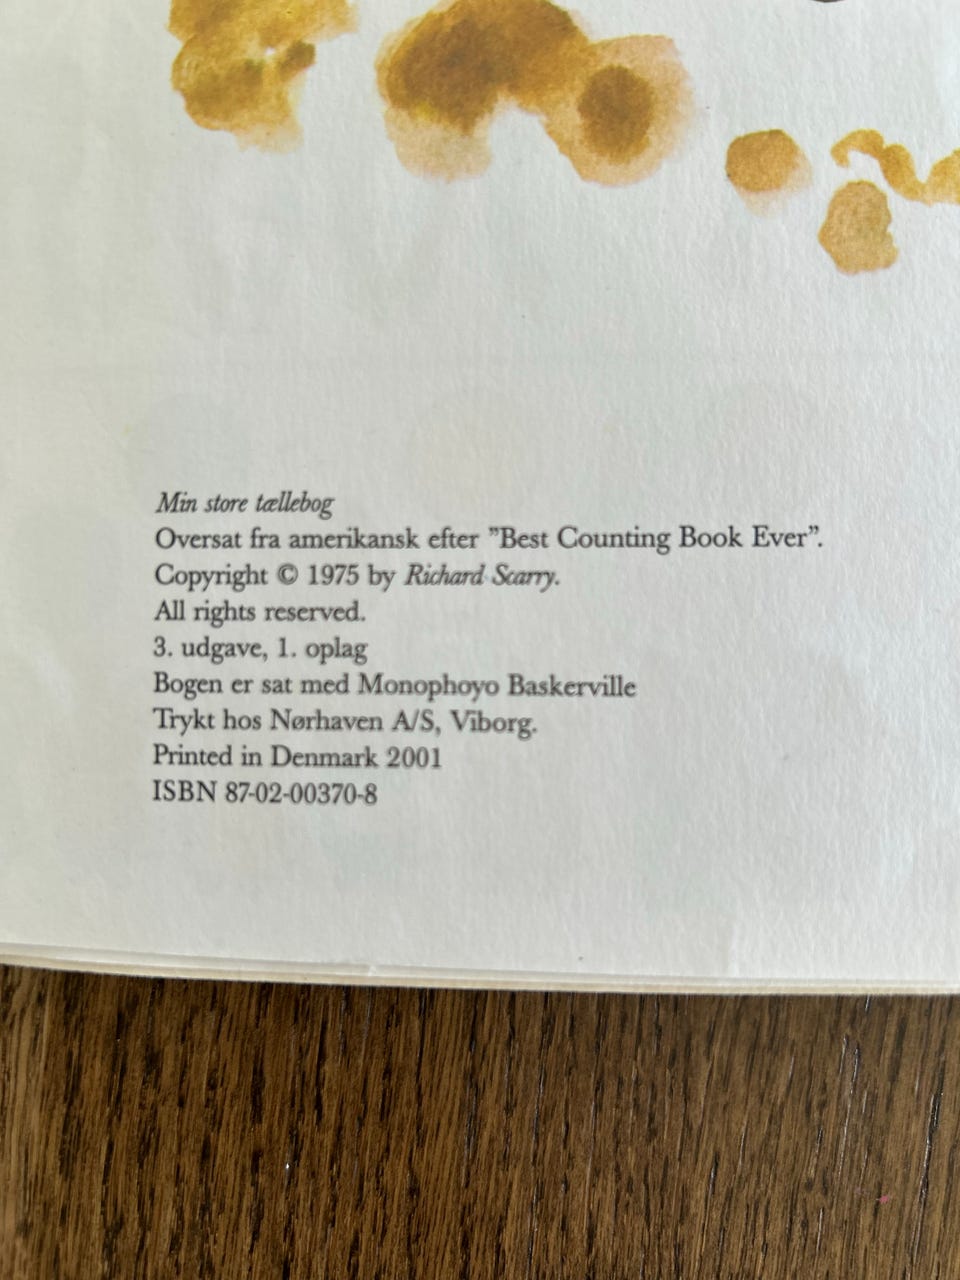 Min store tællebog
Oversat fra amerikansk efter ”Best Counting Book Ever”.
Copyright © 1975 by Richard Scarry.
All rights reserved.
3. udgave, 1. oplag
Bogen er sat med Monophoyo Baskerville
Trykt hos Nørhaven A/S, Viborg.
Printed in Denmark 2001
ISBN 87-02-00370-8